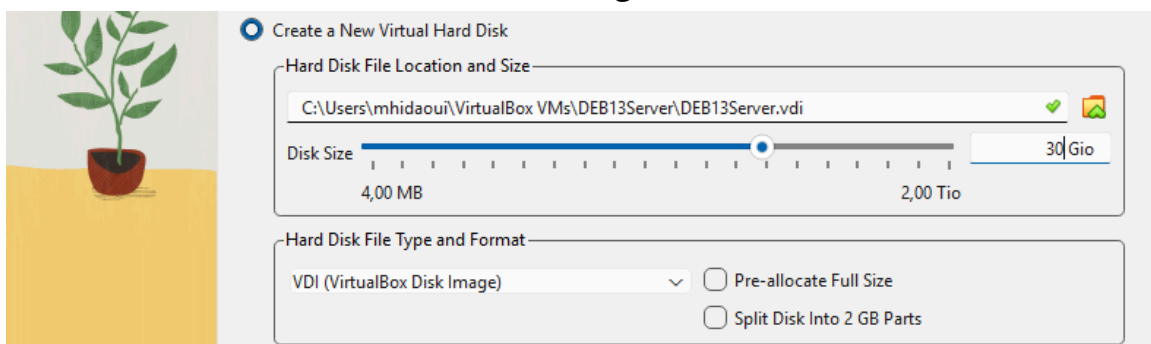 Create a New Virtual Hard Disk
Hard Disk File Location and Size
C:\Users\mhidaoui\VirtualBox VMs\DEB13Server\DEB13Server.vdi
Disk Size
30 Gio
4,00 MB
2,00 Tio
Hard Disk File Type and Format
VDI (VirtualBox Disk Image)
Pre-allocate Full Size
Split Disk Into 2 GB Parts